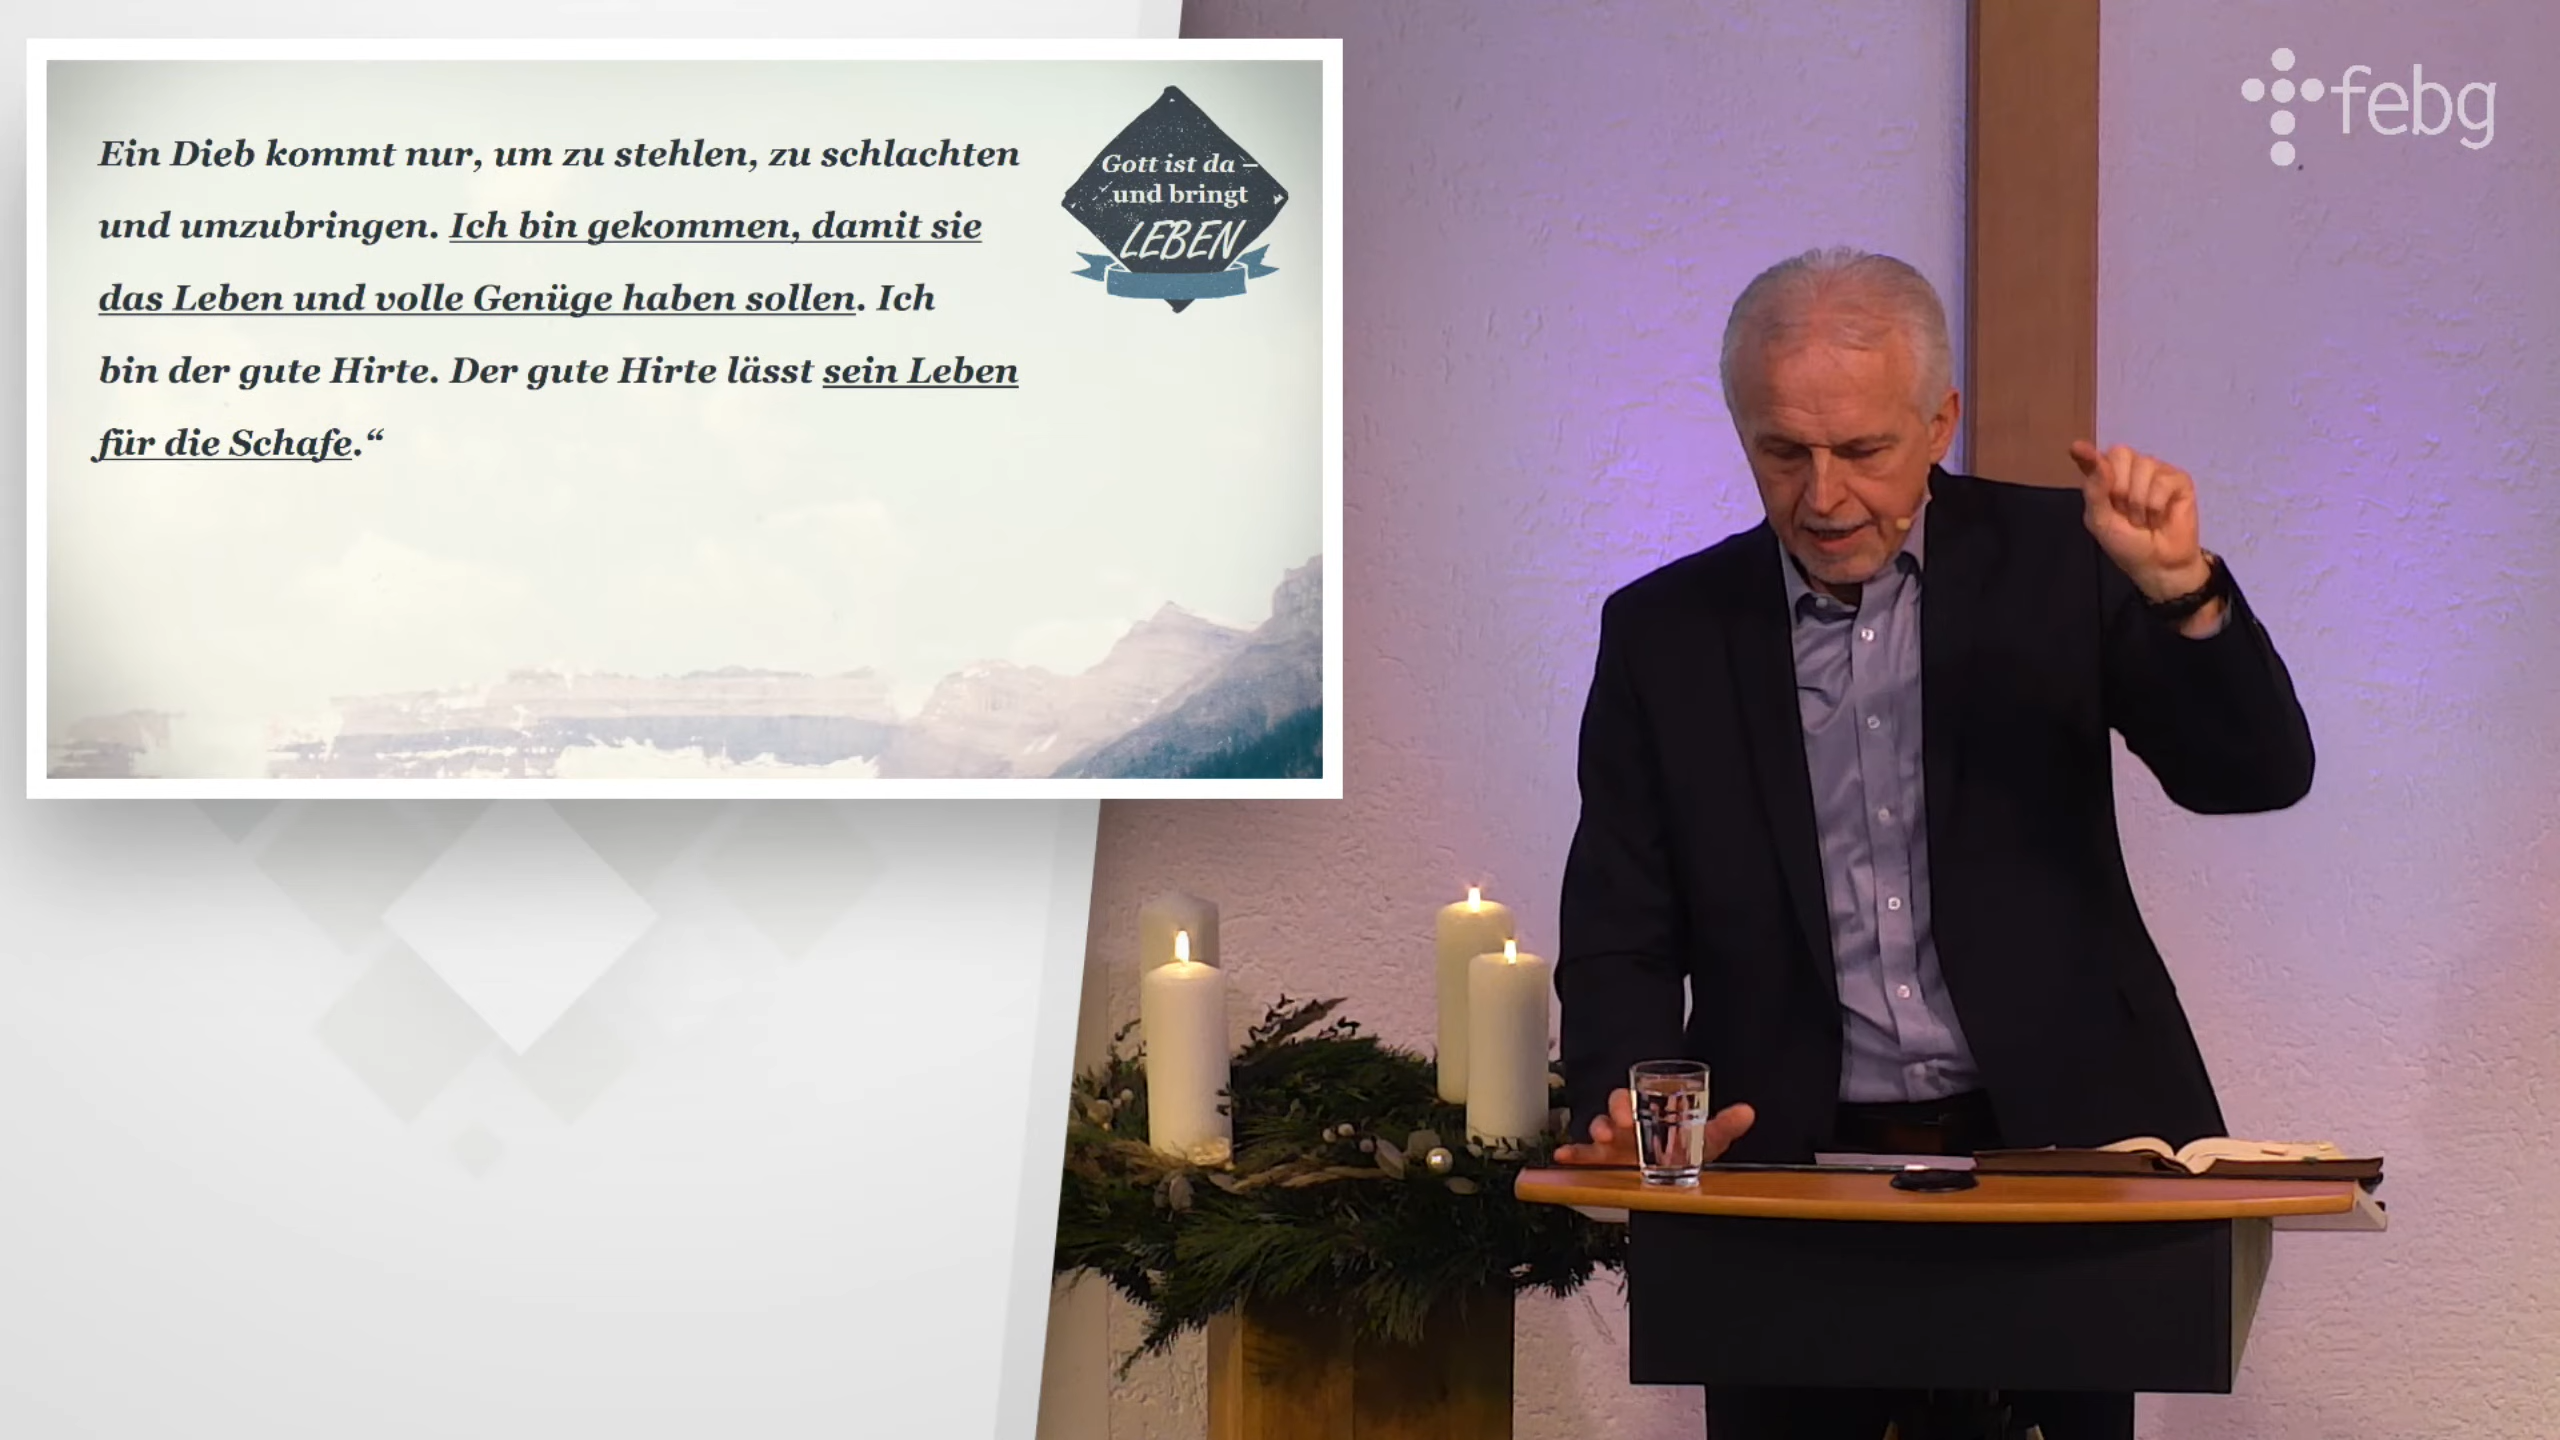 Ein Dieb kommt nur, um zu stehlen, zu schlachten
und umzubringen. Ich bin gekommen, damit sie
das Leben und volle Genüge haben sollen. Ich
bin der gute Hirte. Der gute Hirte lässt sein Leben
für die Schafe.“
Gott ist da –
und bringt
LEBEN
febg